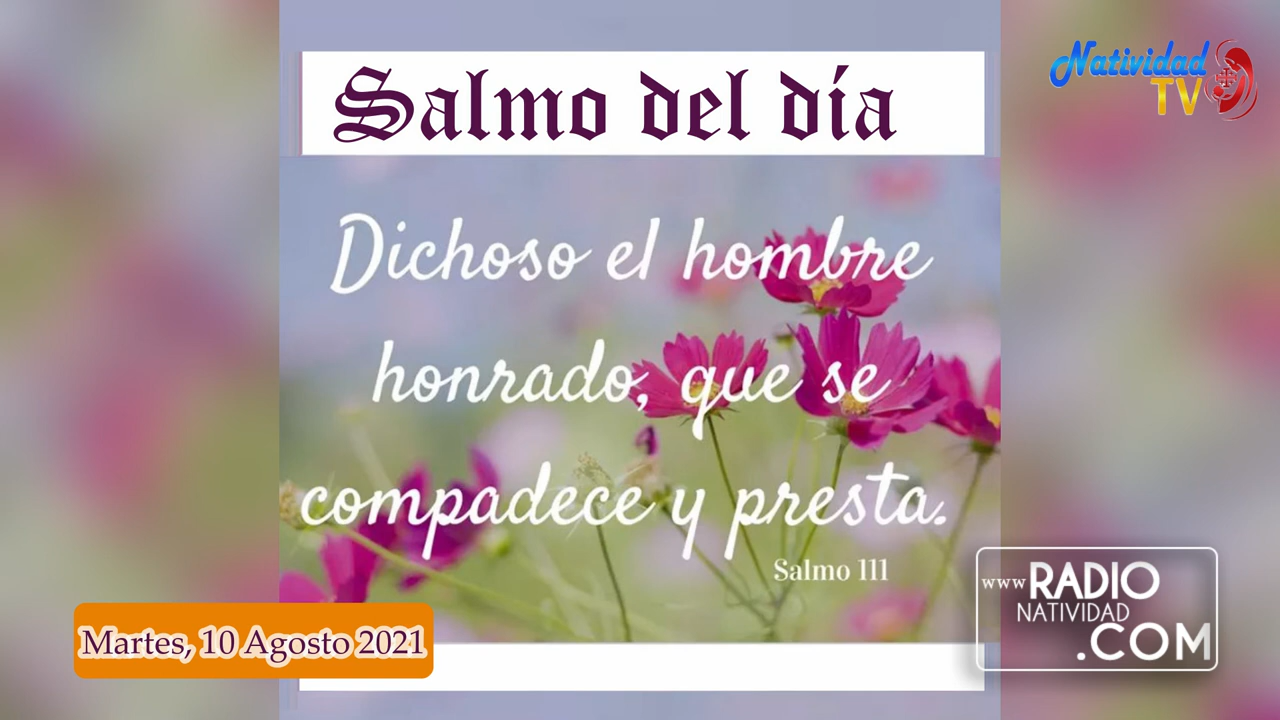 Salmo del día
Natividad
TV
Dichoso el hombre
honrado, que se
compadece y presta.
Salmo 111
Martes, 10 Agosto 2021
www RADIO
NATIVIDAD
.COM